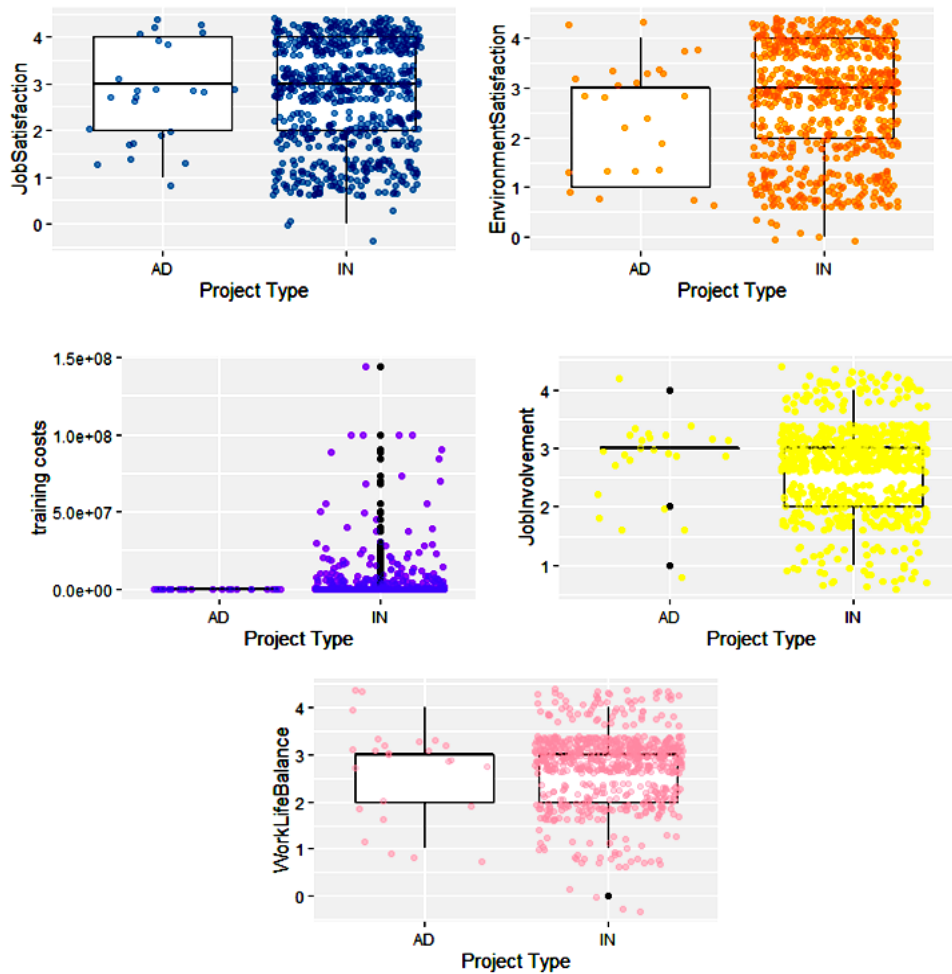 JobSatisfaction
4
3
2
1
0
AD
IN
Project Type
EnvironmentSatisfaction
4
3
2
1
0
AD
IN
Project Type
training costs
1.5e+08
1.0e+08
5.0e+07
0.0e+00
AD
IN
Project Type
JobInvolvement
4
3
2
1
AD
IN
Project Type
WorkLifeBalance
4
3
2
1
0
AD
IN
Project Type